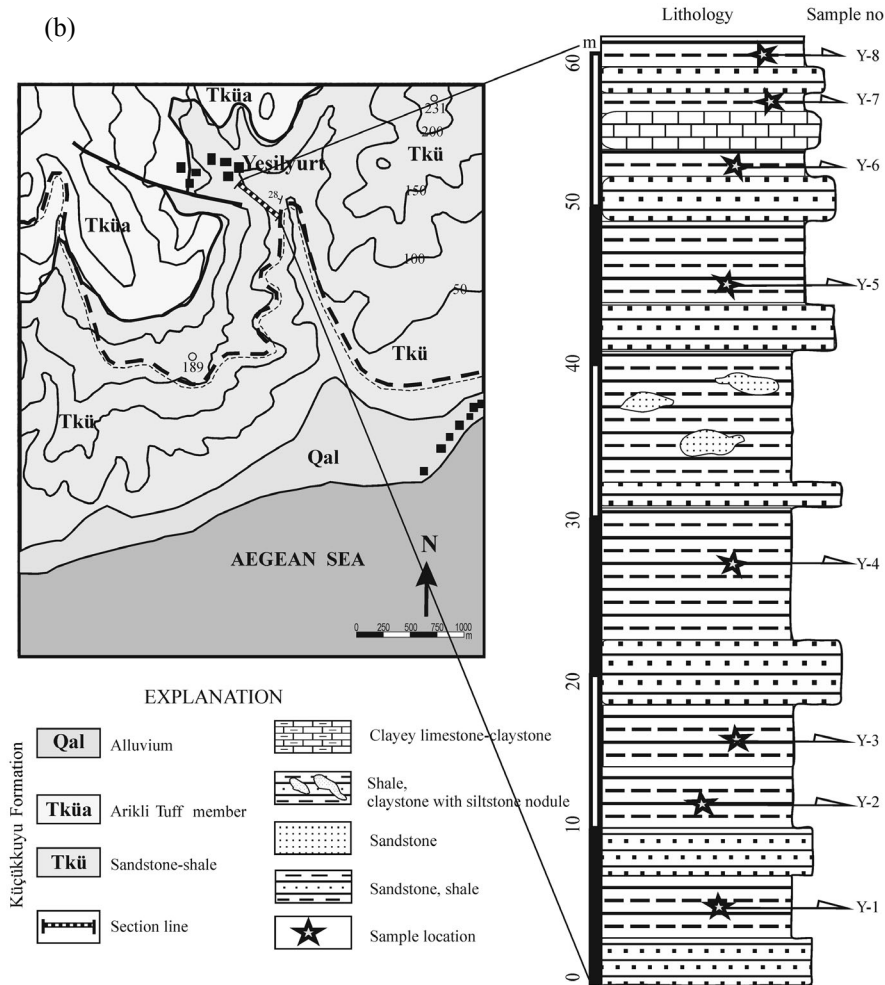 (b)
Lithology
Sample no
m
60
50
40
30
20
10
0
Y-8
Y-7
Y-6
Y-5
Y-4
Y-3
Y-2
Y-1
Tküa
231
200
Yeşilyurt
Tkü
28
150
Tküa
100
50
189
Tkü
Tkü
Qal
AEGEAN SEA
N
0 250 500 750 1000
m
EXPLANATION
Küçükkuyu Formation
Qal Alluvium
Tküa Arikli Tuff member
Tkü Sandstone-shale
Section line
Clayey limestone-claystone
Shale,
claystone with siltstone nodule
Sandstone
Sandstone, shale
Sample location